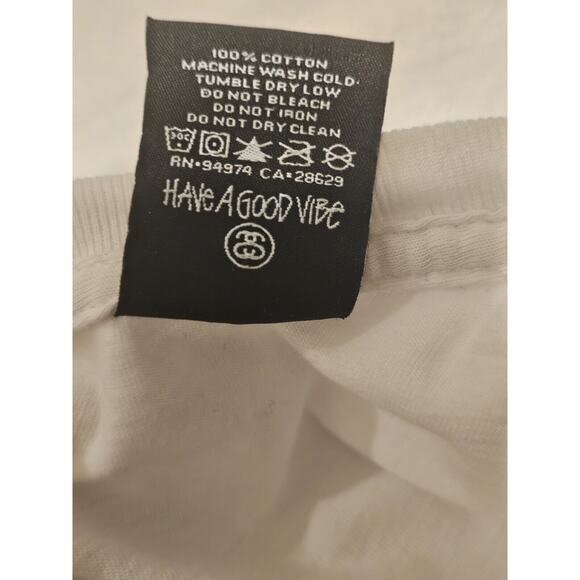 100% COTTON
MACHINE WASH COLD
TUMBLE DRY LOW
DO NOT BLEACH
DO NOT IRON
DO NOT DRY CLEAN
30C
RN•94974 CA•28629
HAVE A GOOD VIBE